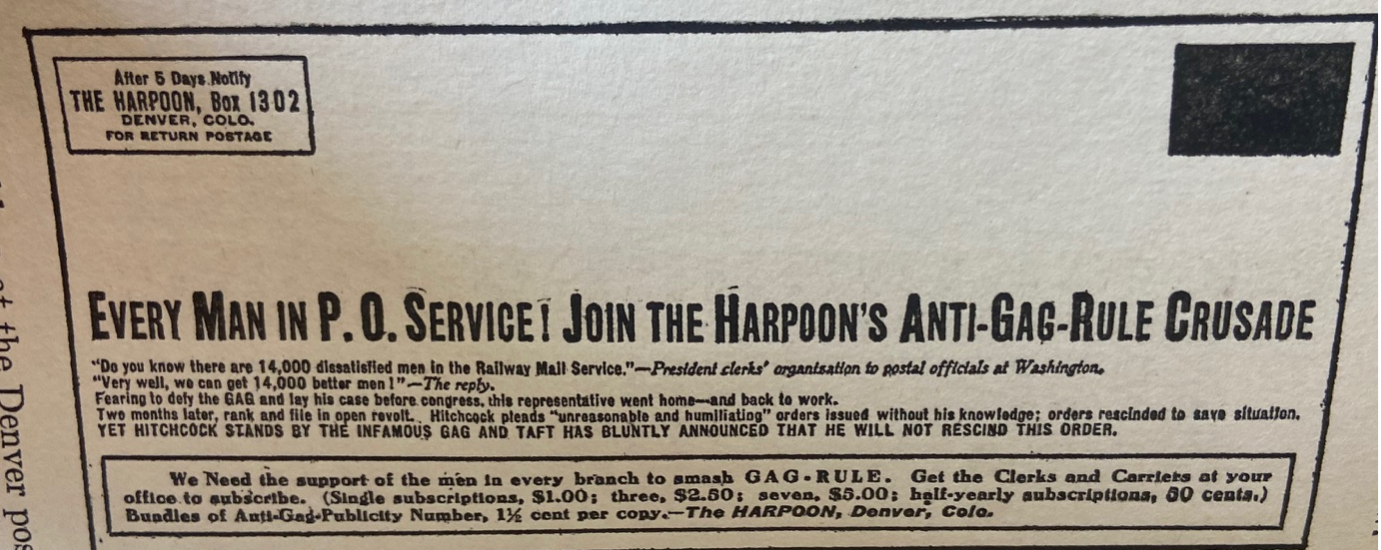 After 5 Days Notify
THE HARPOON, Box 1302
DENVER, COLO.
FOR RETURN POSTAGE
EVERY MAN IN P. O. SERVICE! JOIN THE HARPOON'S ANTI-GAG-RULE CRUSADE
"Do you know there are 14,000 dissatisfied men in the Railway Mail Service."—President clerks' organisation to postal officials at Washington.
"Very well, we can get 14,000 better men!"—The reply.
Fearing to defy the GAG and lay his case before congress, this representative went home—and back to work.
Two months later, rank and file in open revolt. Hitchcock pleads "unreasonable and humiliating" orders issued without his knowledge; orders rescinded to save situation.
YET HITCHCOCK STANDS BY THE INFAMOUS GAG AND TAFT HAS BLUNTLY ANNOUNCED THAT HE WILL NOT RESCIND THIS ORDER.
We Need the support of the men in every branch to smash GAG-RULE. Get the Clerks and Carriers at your
office to subscribe. (Single subscriptions, $1.00; three, $2.50; seven, $5.00; half-yearly subscriptions, 60 cents.)
Bundles of Anti-Gag-Publicity Number, 1½ cent per copy.—The HARPOON, Denver, Colo.
at the Denver